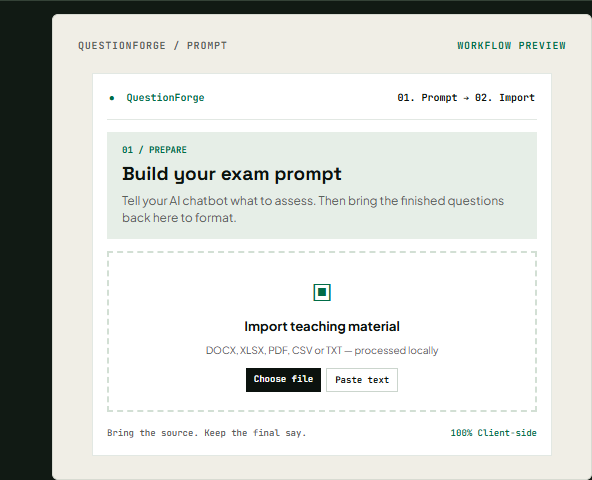 QUESTIONFORGE / PROMPT
WORKFLOW PREVIEW
QuestionForge
01. Prompt → 02. Import
01 / PREPARE
Build your exam prompt
Tell your AI chatbot what to assess. Then bring the finished questions
back here to format.
Import teaching material
DOCX, XLSX, PDF, CSV or TXT — processed locally
Choose file
Paste text
Bring the source. Keep the final say.
100% Client-side